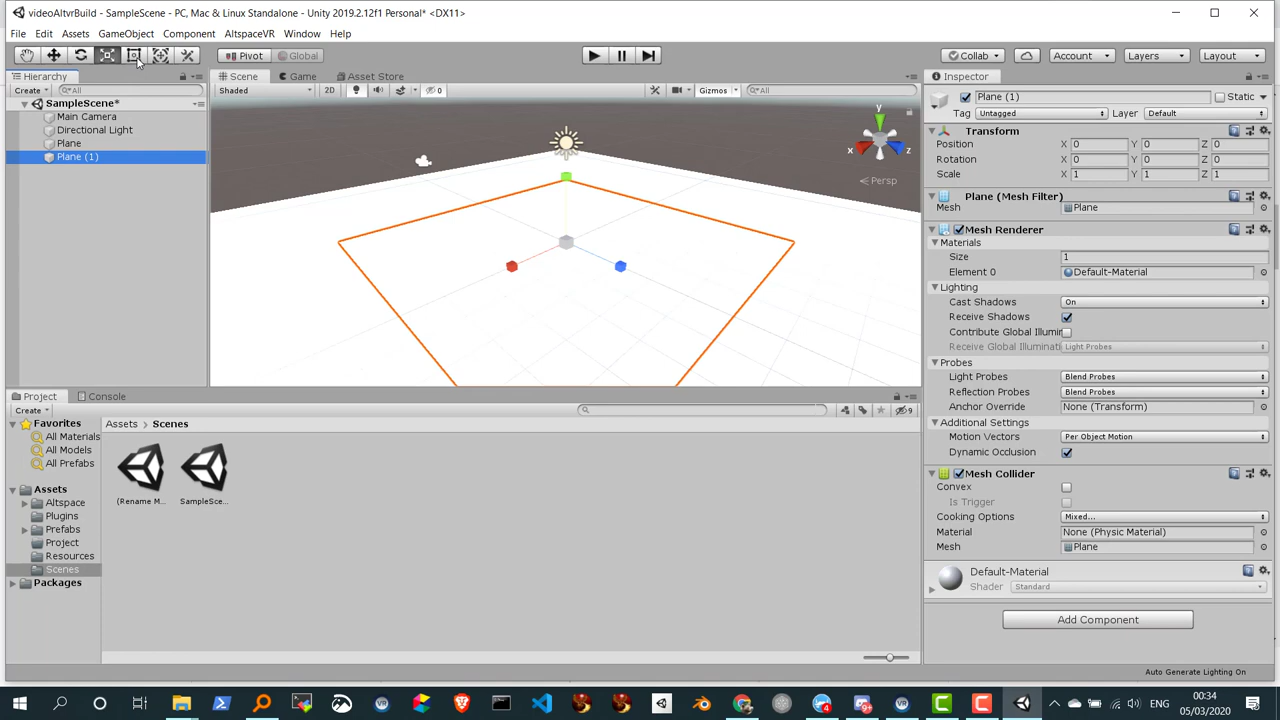 videoAltvrBuild - SampleScene - PC, Mac & Linux Standalone - Unity 2019.2.12f1 Personal* <DX11>
File Edit Assets GameObject Component AltspaceVR Window Help
Pivot Global Collab Account Layers Layout
Hierarchy Scene Game Asset Store Inspector
Create All Shaded 2D 0 Gizmos All
SampleScene*
Main Camera
Directional Light
Plane
Plane (1)
y
x z
Persp
Plane (1) Static
Tag Untagged Layer Default
Transform
Position X 0 Y 0 Z 0
Rotation X 0 Y 0 Z 0
Scale X 1 Y 1 Z 1
Plane (Mesh Filter)
Mesh Plane
Mesh Renderer
Materials
Size 1
Element 0 Default-Material
Lighting
Cast Shadows On
Receive Shadows
Contribute Global Illumin
Receive Global Illuminati Light Probes
Probes
Light Probes Blend Probes
Reflection Probes Blend Probes
Anchor Override None (Transform)
Additional Settings
Motion Vectors Per Object Motion
Dynamic Occlusion
Mesh Collider
Convex
Is Trigger
Cooking Options Mixed...
Material None (Physic Material)
Mesh Plane
Default-Material
Shader Standard
Add Component
Project Console
Create 9
Favorites
All Materials
All Models
All Prefabs
Assets
Altspace
Plugins
Prefabs
Project
Resources
Scenes
Packages
Assets > Scenes
(Rename M... SampleSce...
Auto Generate Lighting On
ENG 00:34
05/03/2020